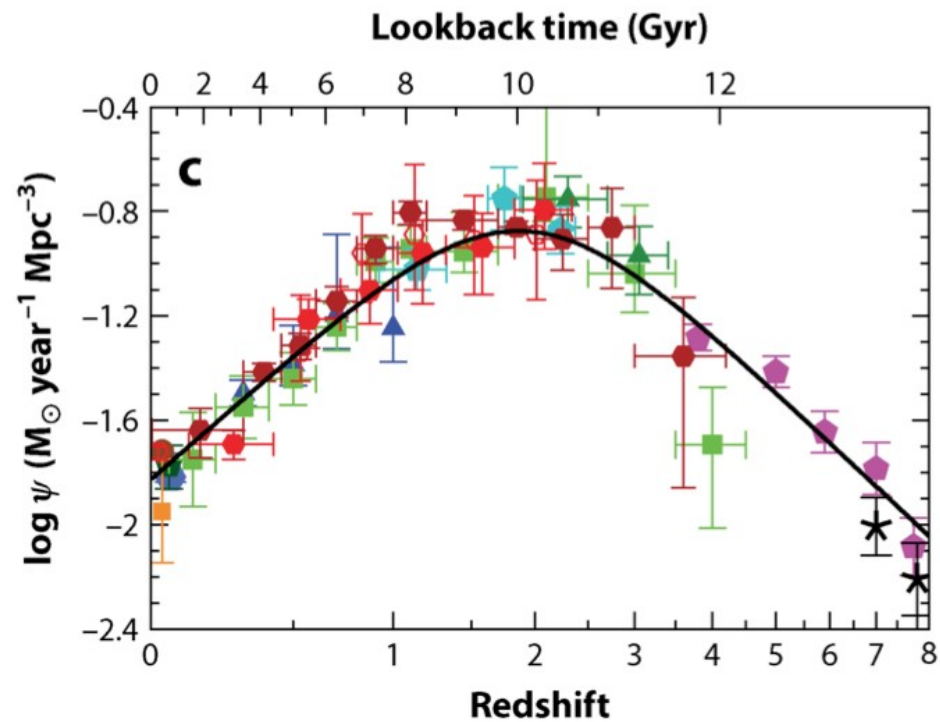 Lookback time (Gyr)
0 2 4 6 8 10 12
−0.4
c
−0.8
−1.2
−1.6
−2
−2.4
log ψ (M☉ year⁻¹ Mpc⁻³)
0 1 2 3 4 5 6 7 8
Redshift